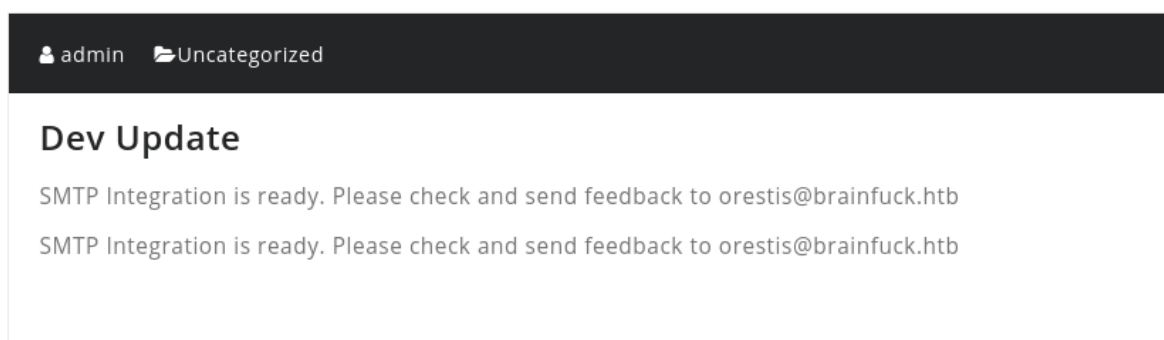 admin Uncategorized
Dev Update
SMTP Integration is ready. Please check and send feedback to orestis@brainfuck.htb
SMTP Integration is ready. Please check and send feedback to orestis@brainfuck.htb